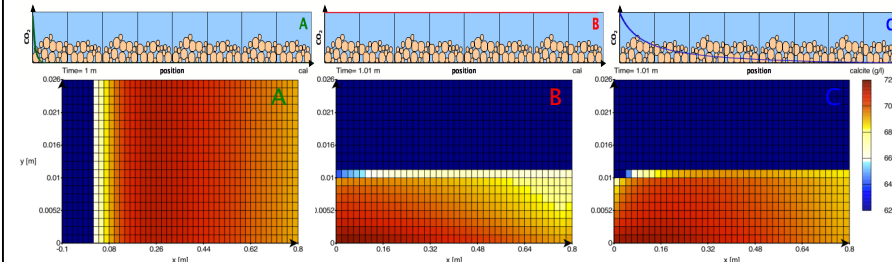 A
B
C
CO2
CO2
CO2
Time= 1 m
position
cal
Time= 1.01 m
position
cal
Time= 1.01 m
position
calcite (g/l)
0.026
0.021
0.016
0.01
0.0052
0
y [m]
A
-0.1
0.08
0.26
0.44
0.62
0.8
x [m]
0.026
0.021
0.016
0.01
0.0052
0
B
0
0.16
0.32
0.48
0.64
0.8
x [m]
0.026
0.021
0.016
0.01
0.0052
0
C
0
0.16
0.32
0.48
0.64
0.8
x [m]
72
70
68
66
64
62